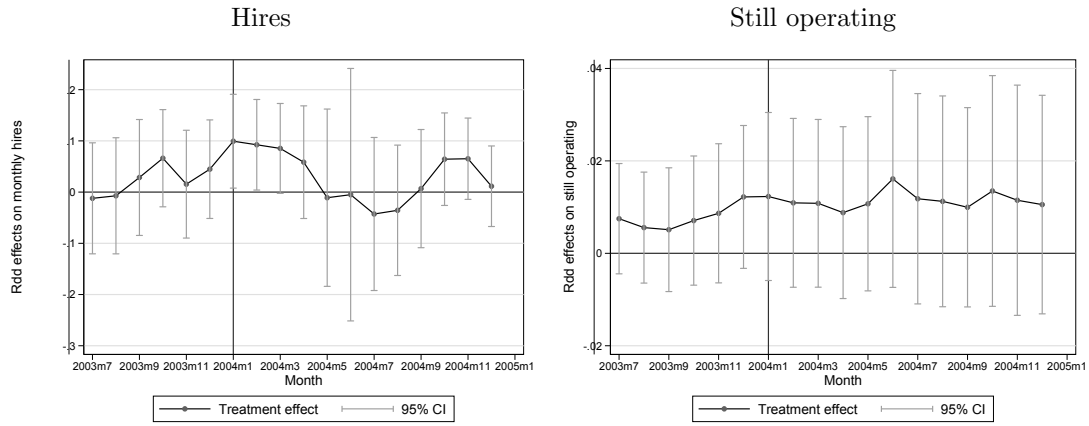 Hires
Still operating
Rdd effects on monthly hires
.2
.1
0
-.1
-.2
-.3
2003m7 2003m9 2003m11 2004m1 2004m3 2004m5 2004m7 2004m9 2004m11 2005m1
Month
Treatment effect 95% CI
Rdd effects on still operating
.04
.02
0
-.02
2003m7 2003m9 2003m11 2004m1 2004m3 2004m5 2004m7 2004m9 2004m11 2005m1
Month
Treatment effect 95% CI